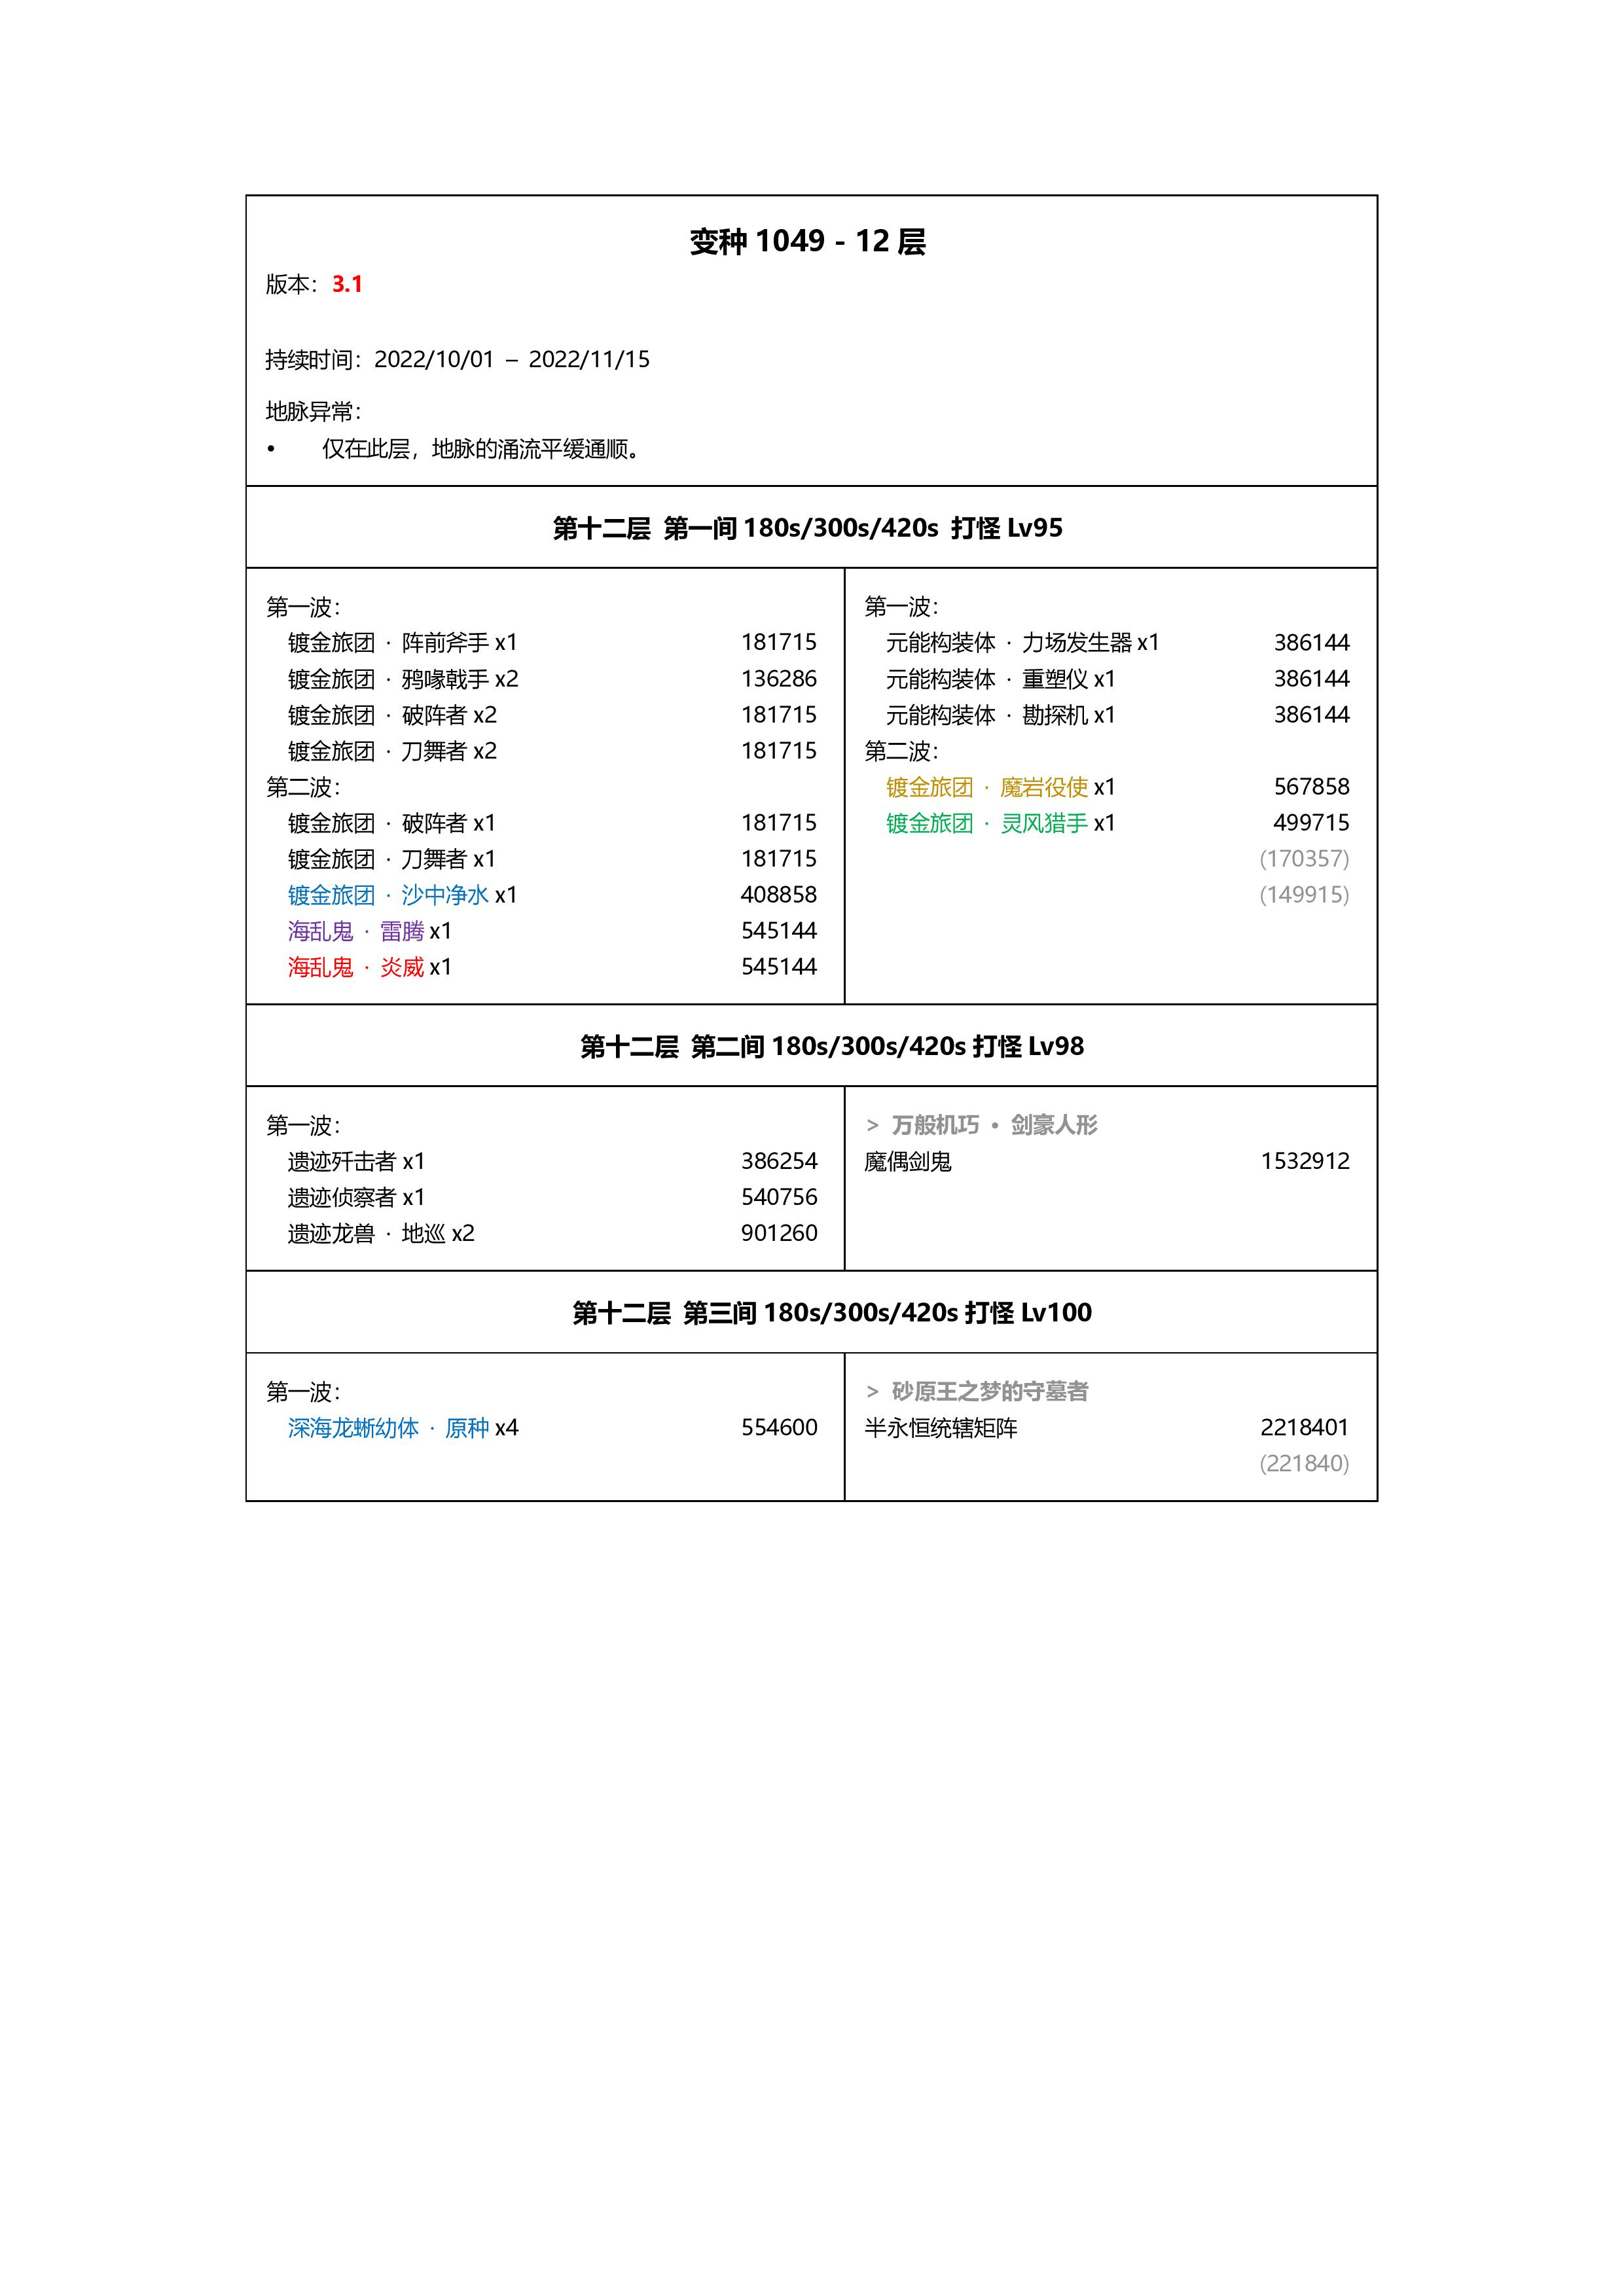 变种 1049 - 12 层
版本：3.1
持续时间：2022/10/01 – 2022/11/15
地脉异常：
• 仅在此层，地脉的涌流平缓通顺。
第十二层 第一间 180s/300s/420s 打怪 Lv95
第一波：
镀金旅团 · 阵前斧手 x1 181715
镀金旅团 · 鸦喙戟手 x2 136286
镀金旅团 · 破阵者 x2 181715
镀金旅团 · 刀舞者 x2 181715
第二波：
镀金旅团 · 破阵者 x1 181715
镀金旅团 · 刀舞者 x1 181715
镀金旅团 · 沙中净水 x1 408858
海乱鬼 · 雷腾 x1 545144
海乱鬼 · 炎威 x1 545144
第一波：
元能构装体 · 力场发生器 x1 386144
元能构装体 · 重塑仪 x1 386144
元能构装体 · 勘探机 x1 386144
第二波：
镀金旅团 · 魔岩役使 x1 567858
镀金旅团 · 灵风猎手 x1 499715
(170357)
(149915)
第十二层 第二间 180s/300s/420s 打怪 Lv98
第一波：
遗迹歼击者 x1 386254
遗迹侦察者 x1 540756
遗迹龙兽 · 地巡 x2 901260
> 万般机巧 • 剑豪人形
魔偶剑鬼 1532912
第十二层 第三间 180s/300s/420s 打怪 Lv100
第一波：
深海龙蜥幼体 · 原种 x4 554600
> 砂原王之梦的守墓者
半永恒统辖矩阵 2218401
(221840)